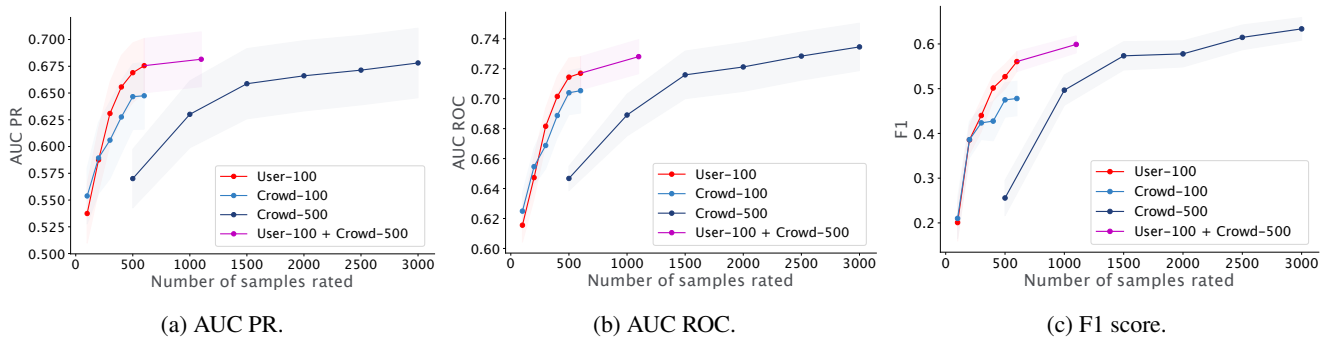 AUC PR
0.700
0.675
0.650
0.625
0.600
0.575
0.550
0.525
0.500
User–100
Crowd–100
Crowd–500
User–100 + Crowd–500
0 500 1000 1500 2000 2500 3000
Number of samples rated
(a) AUC PR.
AUC ROC
0.74
0.72
0.70
0.68
0.66
0.64
0.62
0.60
User–100
Crowd–100
Crowd–500
User–100 + Crowd–500
0 500 1000 1500 2000 2500 3000
Number of samples rated
(b) AUC ROC.
F1
0.6
0.5
0.4
0.3
0.2
User–100
Crowd–100
Crowd–500
User–100 + Crowd–500
0 500 1000 1500 2000 2500 3000
Number of samples rated
(c) F1 score.